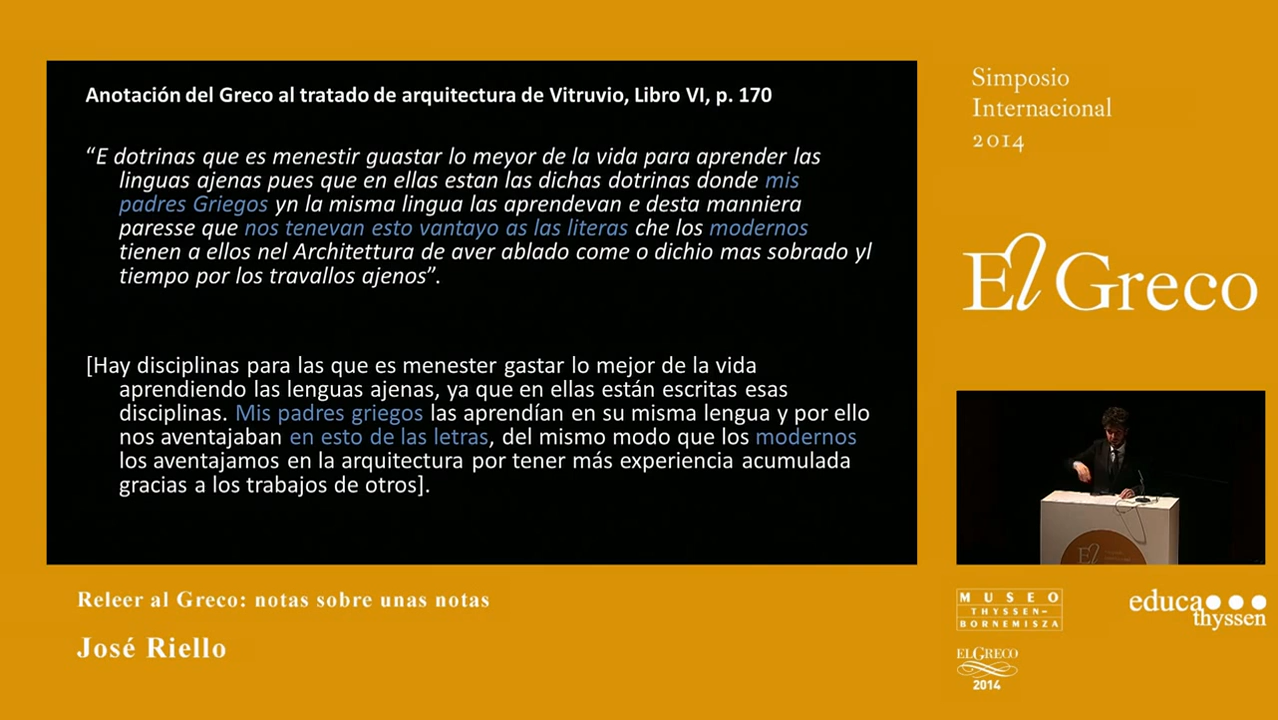 Anotación del Greco al tratado de arquitectura de Vitruvio, Libro VI, p. 170
“E dotrinas que es menestir guastar lo meyor de la vida para aprender las
linguas ajenas pues que en ellas estan las dichas dotrinas donde mis
padres Griegos yn la misma lingua las aprendevan e desta manniera
paresse que nos tenevan esto vantayo as las literas che los modernos
tienen a ellos nel Architettura de aver ablado come o dichio mas sobrado yl
tiempo por los travallos ajenos”.
[Hay disciplinas para las que es menester gastar lo mejor de la vida
aprendiendo las lenguas ajenas, ya que en ellas están escritas esas
disciplinas. Mis padres griegos las aprendían en su misma lengua y por ello
nos aventajaban en esto de las letras, del mismo modo que los modernos
los aventajamos en la arquitectura por tener más experiencia acumulada
gracias a los trabajos de otros].
Simposio
Internacional
2014
El Greco
El
Releer al Greco: notas sobre unas notas
José Riello
MUSEO
THYSSEN-
BORNEMISZA
educa
thyssen
EL GRECO
2014